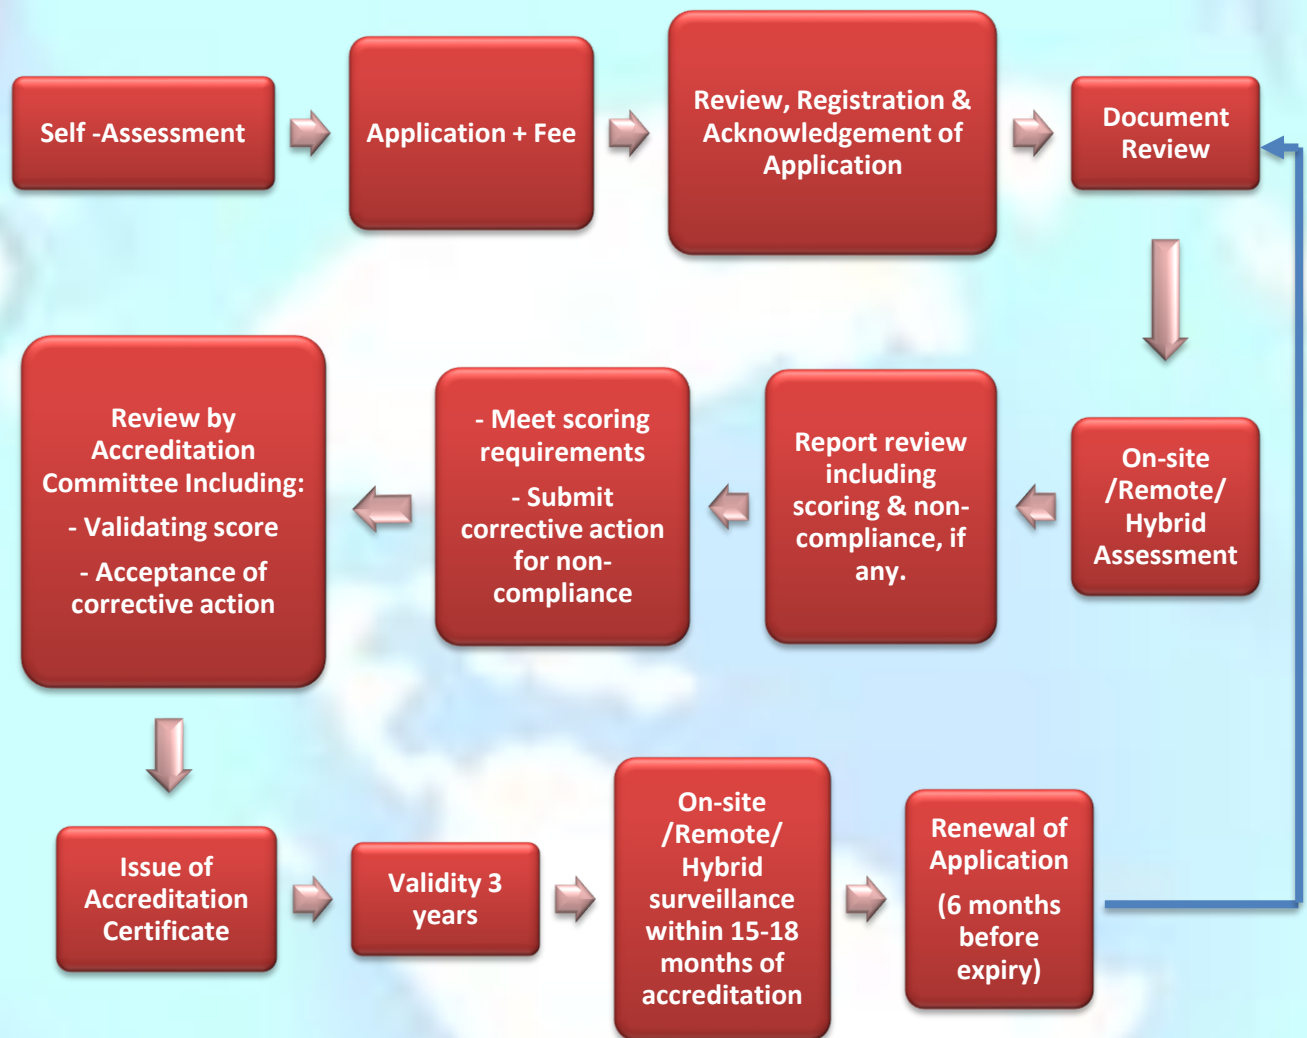 Self -Assessment
Application + Fee
Review, Registration &
Acknowledgement of
Application
Document
Review
On-site
/Remote/
Hybrid
Assessment
Report review
including
scoring & non-
compliance, if
any.
- Meet scoring
requirements
- Submit
corrective action
for non-
compliance
Review by
Accreditation
Committee Including:
- Validating score
- Acceptance of
corrective action
Issue of
Accreditation
Certificate
Validity 3
years
On-site
/Remote/
Hybrid
surveillance
within 15-18
months of
accreditation
Renewal of
Application
(6 months
before
expiry)